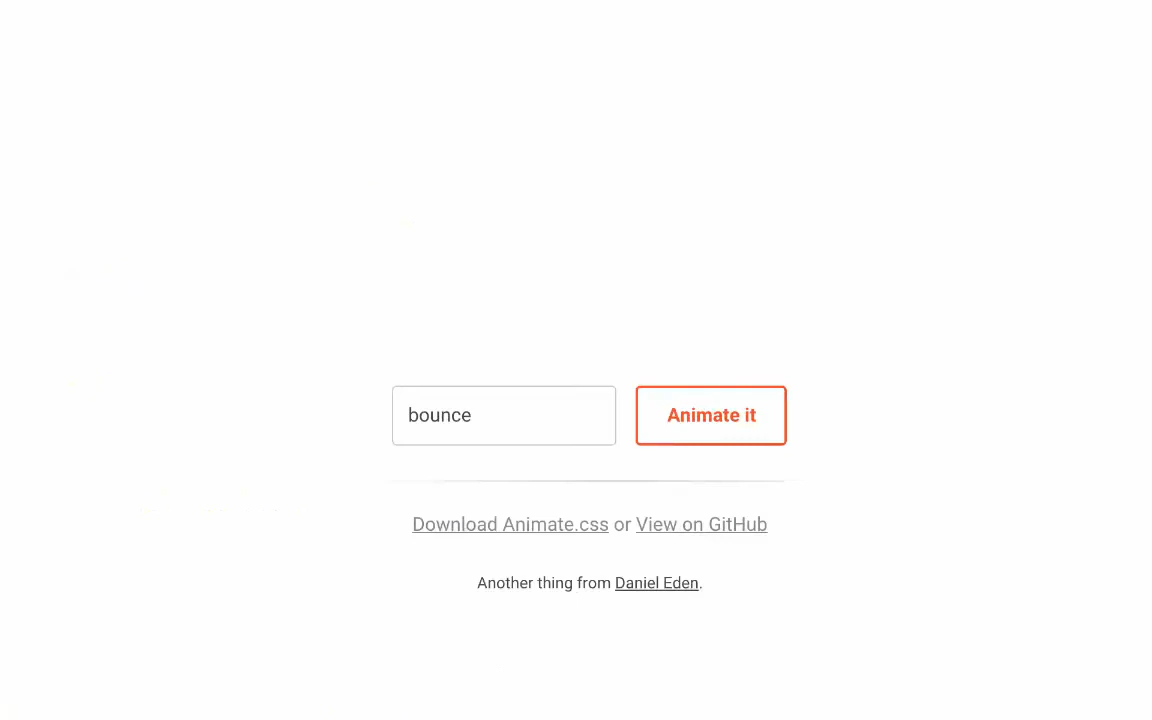 bounce Animate it
Download Animate.css or View on GitHub
Another thing from Daniel Eden.